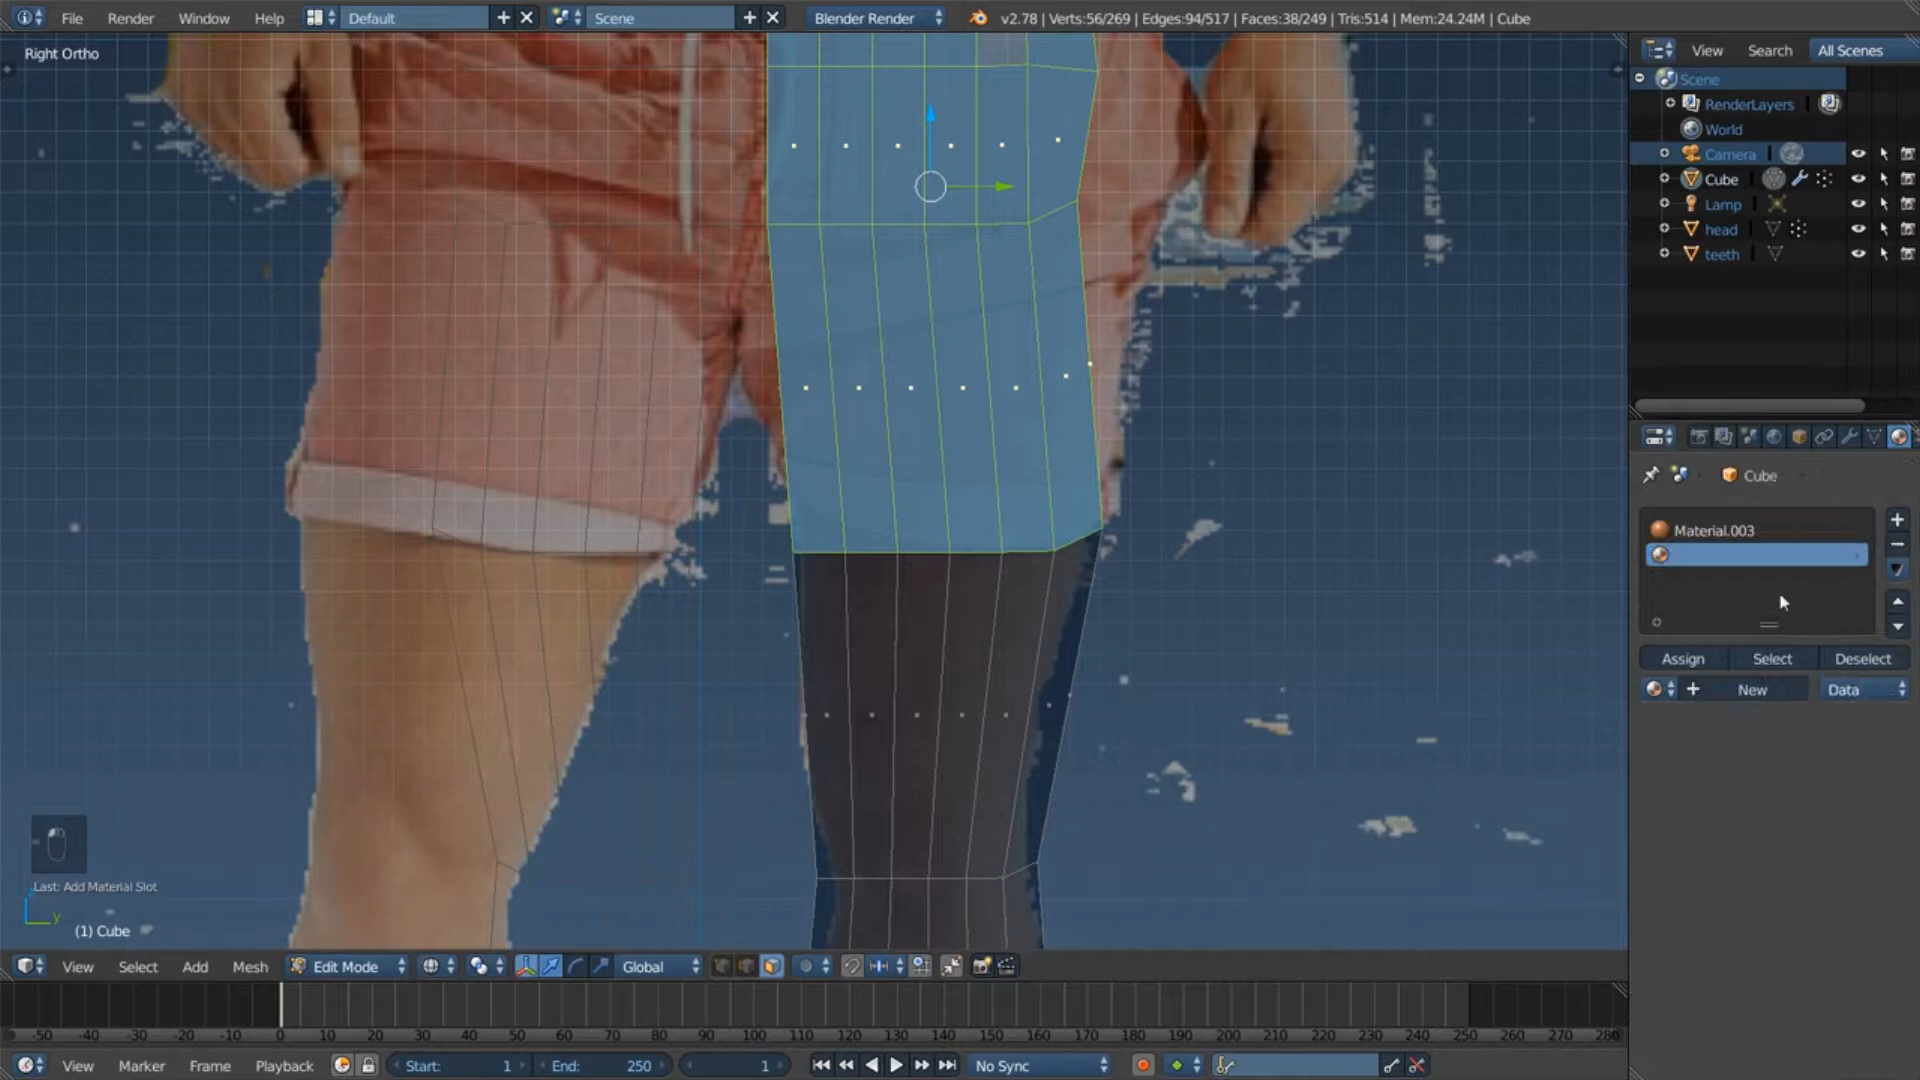 File Render Window Help Default Scene Blender Render v2.78 | Verts:56/269 | Edges:94/517 | Faces:38/249 | Tris:514 | Mem:24.24M | Cube
Right Ortho
View Search All Scenes
Scene
RenderLayers
World
Camera
Cube
Lamp
head
teeth
Cube
Material.003
Assign Select Deselect
New Data
Last: Add Material Slot
y
(1) Cube
View Select Add Mesh Edit Mode Global
-50 -40 -30 -20 -10 0 10 20 30 40 50 60 70 80 90 100 110 120 130 140 150 160 170 180 190 200 210 220 230 240 250 260 270 280
View Marker Frame Playback Start: 1 End: 250 1 No Sync